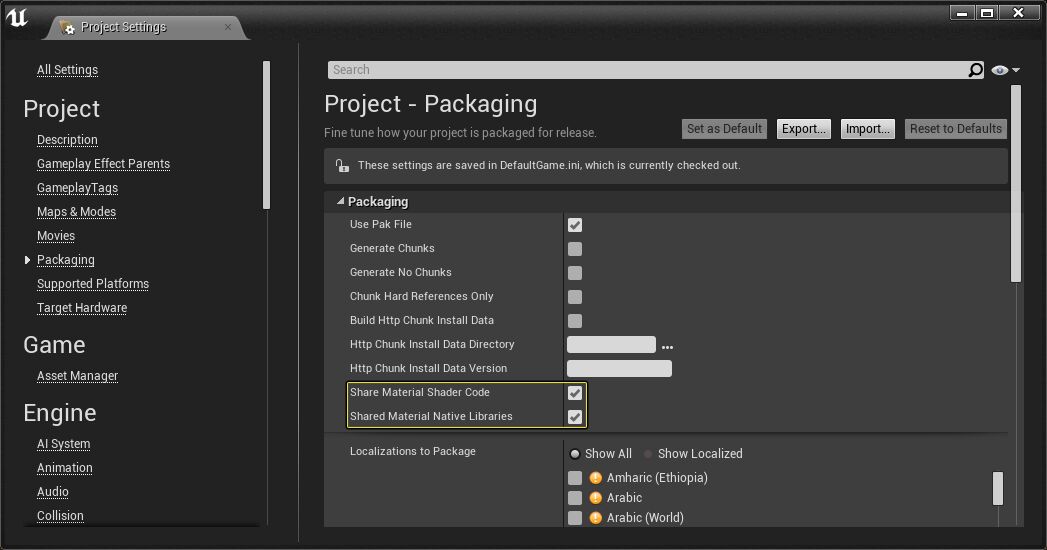 Project Settings
All Settings
Project
Description
Gameplay Effect Parents
GameplayTags
Maps & Modes
Movies
Packaging
Supported Platforms
Target Hardware
Game
Asset Manager
Engine
AI System
Animation
Audio
Collision
Search
Project - Packaging
Fine tune how your project is packaged for release.
Set as Default
Export...
Import...
Reset to Defaults
These settings are saved in DefaultGame.ini, which is currently checked out.
Packaging
Use Pak File
Generate Chunks
Generate No Chunks
Chunk Hard References Only
Build Http Chunk Install Data
Http Chunk Install Data Directory
...
Http Chunk Install Data Version
Share Material Shader Code
Shared Material Native Libraries
Localizations to Package
Show All
Show Localized
Amharic (Ethiopia)
Arabic
Arabic (World)